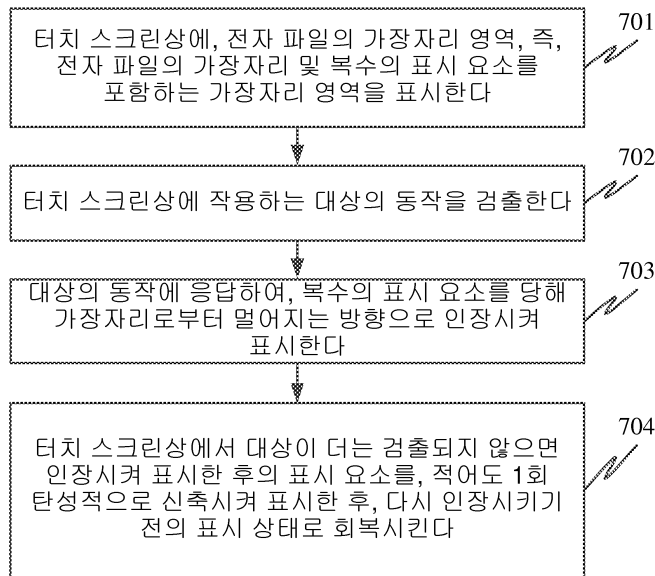 터치 스크린상에, 전자 파일의 가장자리 영역, 즉,
전자 파일의 가장자리 및 복수의 표시 요소를
포함하는 가장자리 영역을 표시한다
701
터치 스크린상에 작용하는 대상의 동작을 검출한다
702
대상의 동작에 응답하여, 복수의 표시 요소를 당해
가장자리로부터 멀어지는 방향으로 인장시켜
표시한다
703
터치 스크린상에서 대상이 더는 검출되지 않으면
인장시켜 표시한 후의 표시 요소를, 적어도 1회
탄성적으로 신축시켜 표시한 후, 다시 인장시키기
전의 표시 상태로 회복시킨다
704